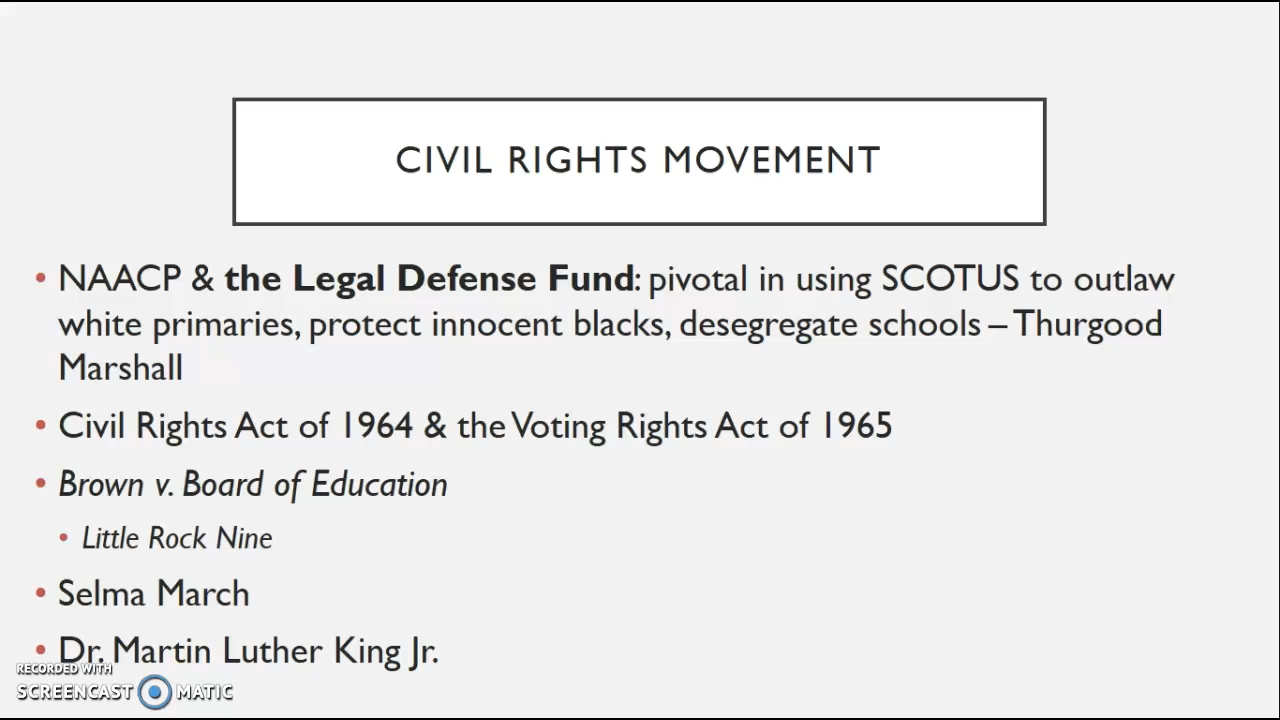 CIVIL RIGHTS MOVEMENT
• NAACP & the Legal Defense Fund: pivotal in using SCOTUS to outlaw
white primaries, protect innocent blacks, desegregate schools – Thurgood
Marshall
• Civil Rights Act of 1964 & the Voting Rights Act of 1965
• Brown v. Board of Education
• Little Rock Nine
• Selma March
• Dr. Martin Luther King Jr.
RECORDED WITH
SCREENCAST MATIC